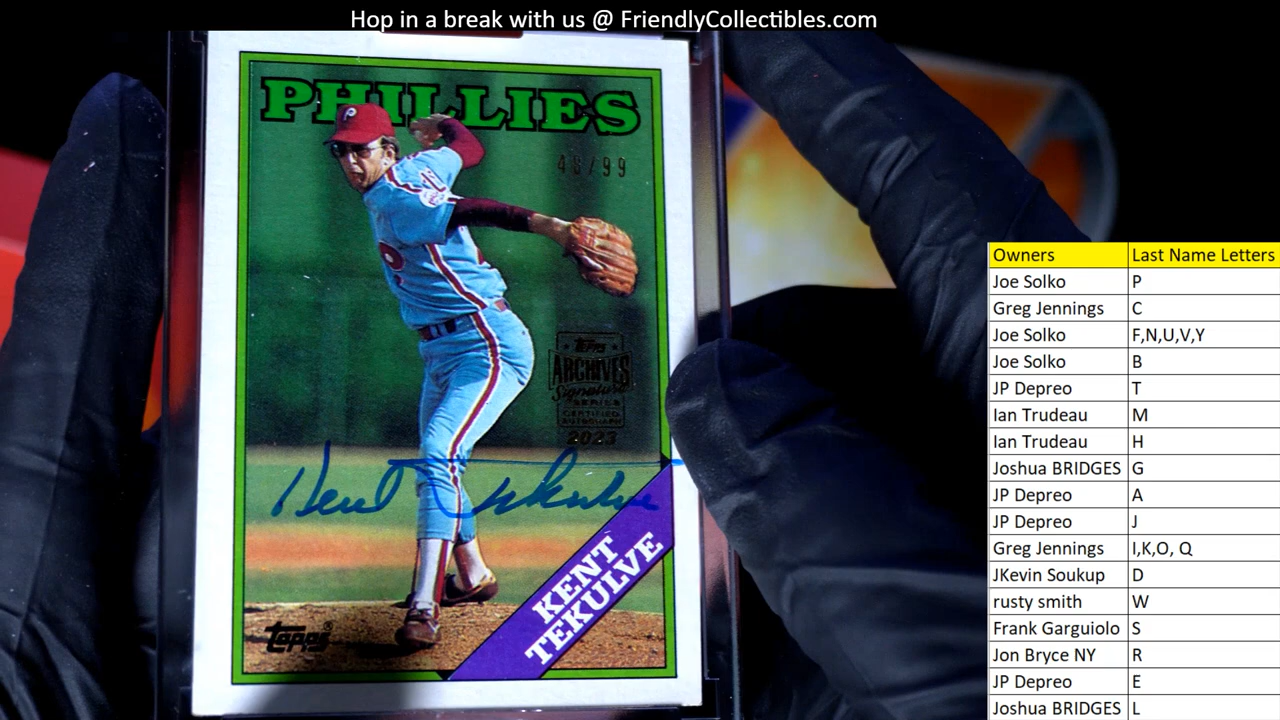 Hop in a break with us @ FriendlyCollectibles.com
PHILLIES
P
48/99
Topps
ARCHIVES
Signature
SERIES
CERTIFIED
AUTOGRAPH
2023
Kent Tekulve
KENT
TEKULVE
Topps
Owners Last Name Letters
Joe Solko P
Greg Jennings C
Joe Solko F,N,U,V,Y
Joe Solko B
JP Depreo T
Ian Trudeau M
Ian Trudeau H
Joshua BRIDGES G
JP Depreo A
JP Depreo J
Greg Jennings I,K,O, Q
JKevin Soukup D
rusty smith W
Frank Garguiolo S
Jon Bryce NY R
JP Depreo E
Joshua BRIDGES L